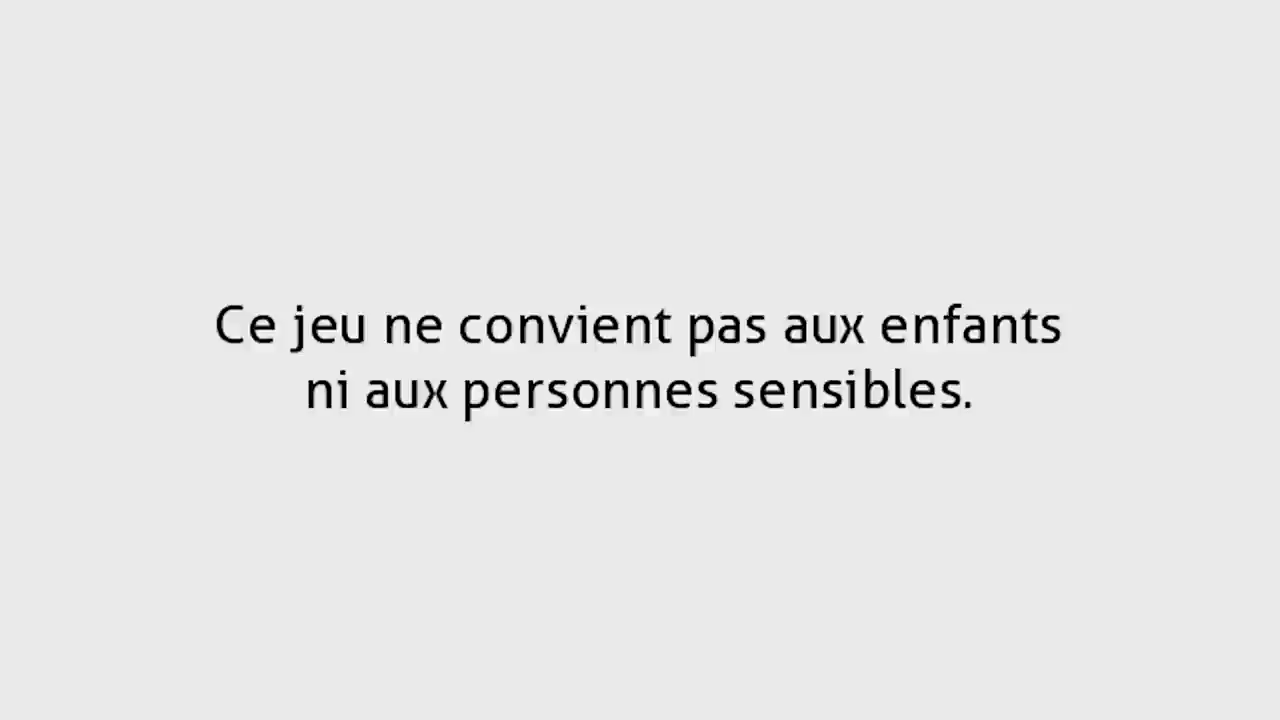 Ce jeu ne convient pas aux enfants
ni aux personnes sensibles.